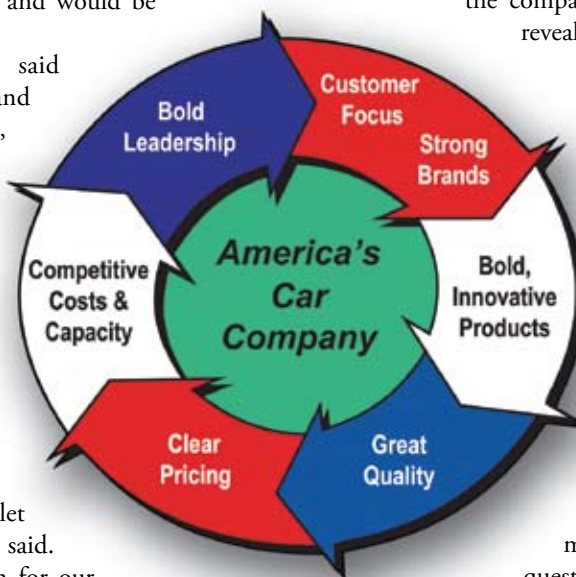 and would be
the compa
reveal
said
and
,
Customer
Focus
Strong
Brands
Bold
Leadership
Bold,
Innovative
Products
America's
Car
Company
Competitive
Costs &
Capacity
Great
Quality
Clear
Pricing
let
said.
for our
m
quest